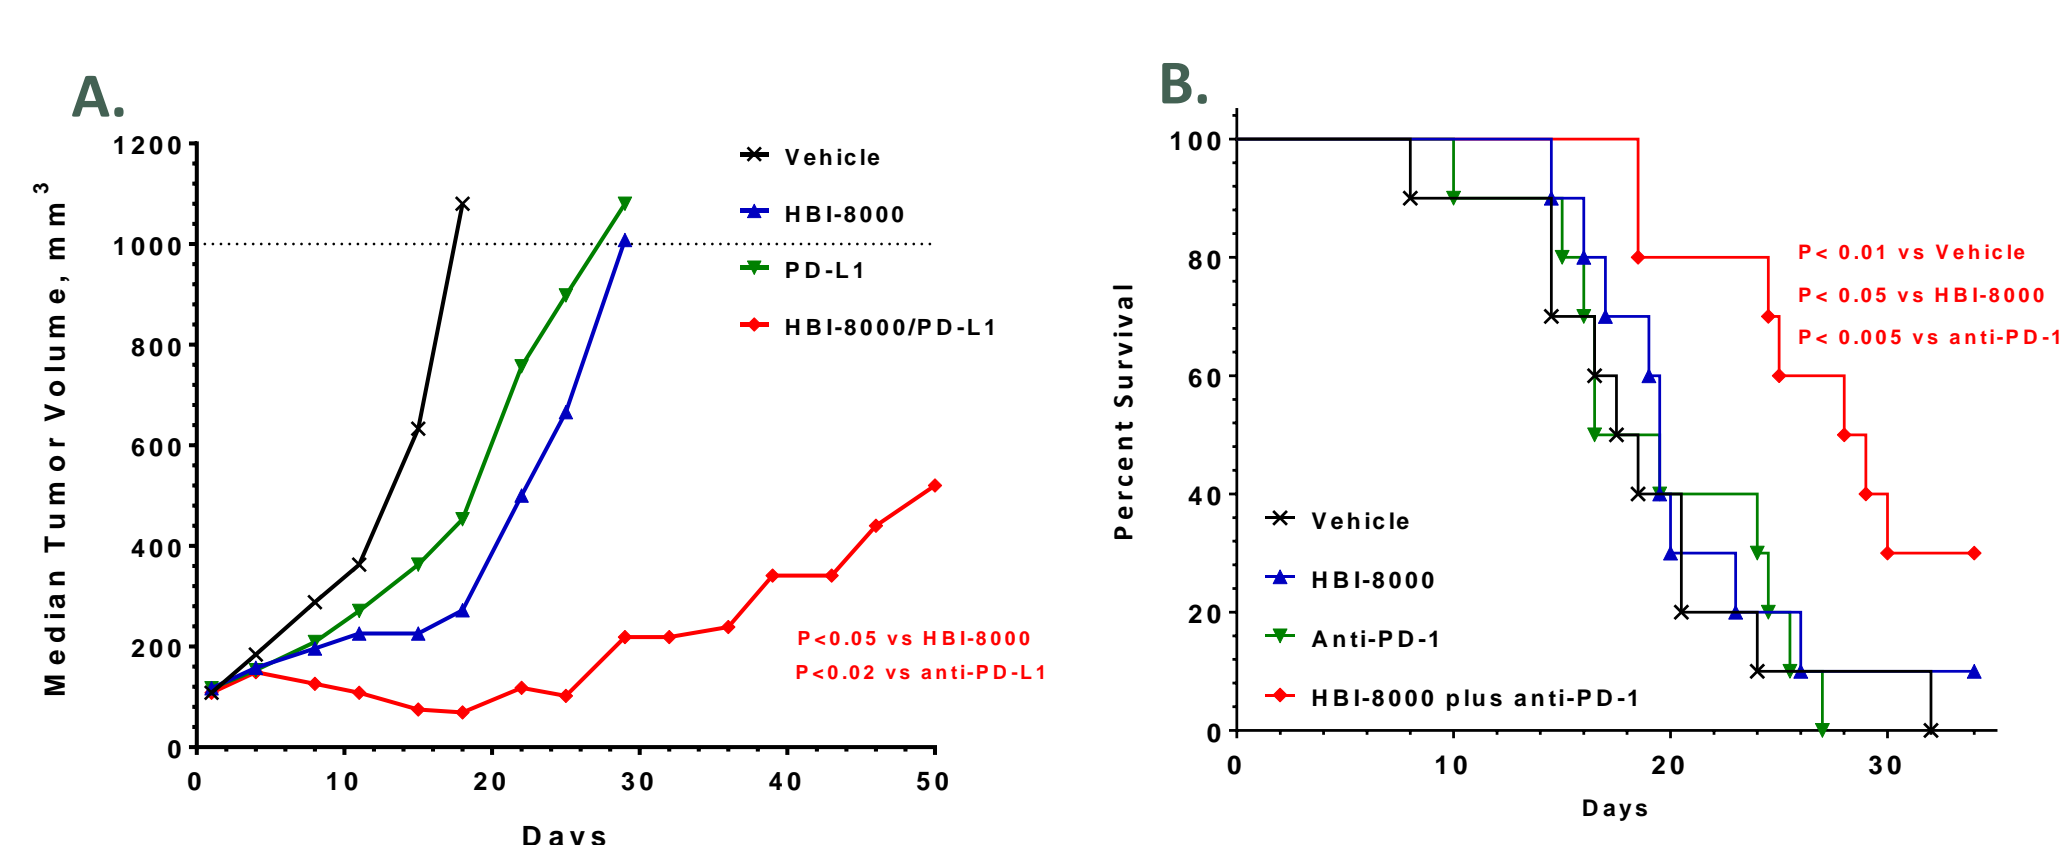 A.
Median Tumor Volume, mm3
1200
1000
800
600
400
200
0
0 10 20 30 40 50
Days
Vehicle
HBI-8000
PD-L1
HBI-8000/PD-L1
P<0.05 vs HBI-8000
P<0.02 vs anti-PD-L1
B.
Percent Survival
100
80
60
40
20
0
0 10 20 30
Days
P< 0.01 vs Vehicle
P< 0.05 vs HBI-8000
P< 0.005 vs anti-PD-1
Vehicle
HBI-8000
Anti-PD-1
HBI-8000 plus anti-PD-1